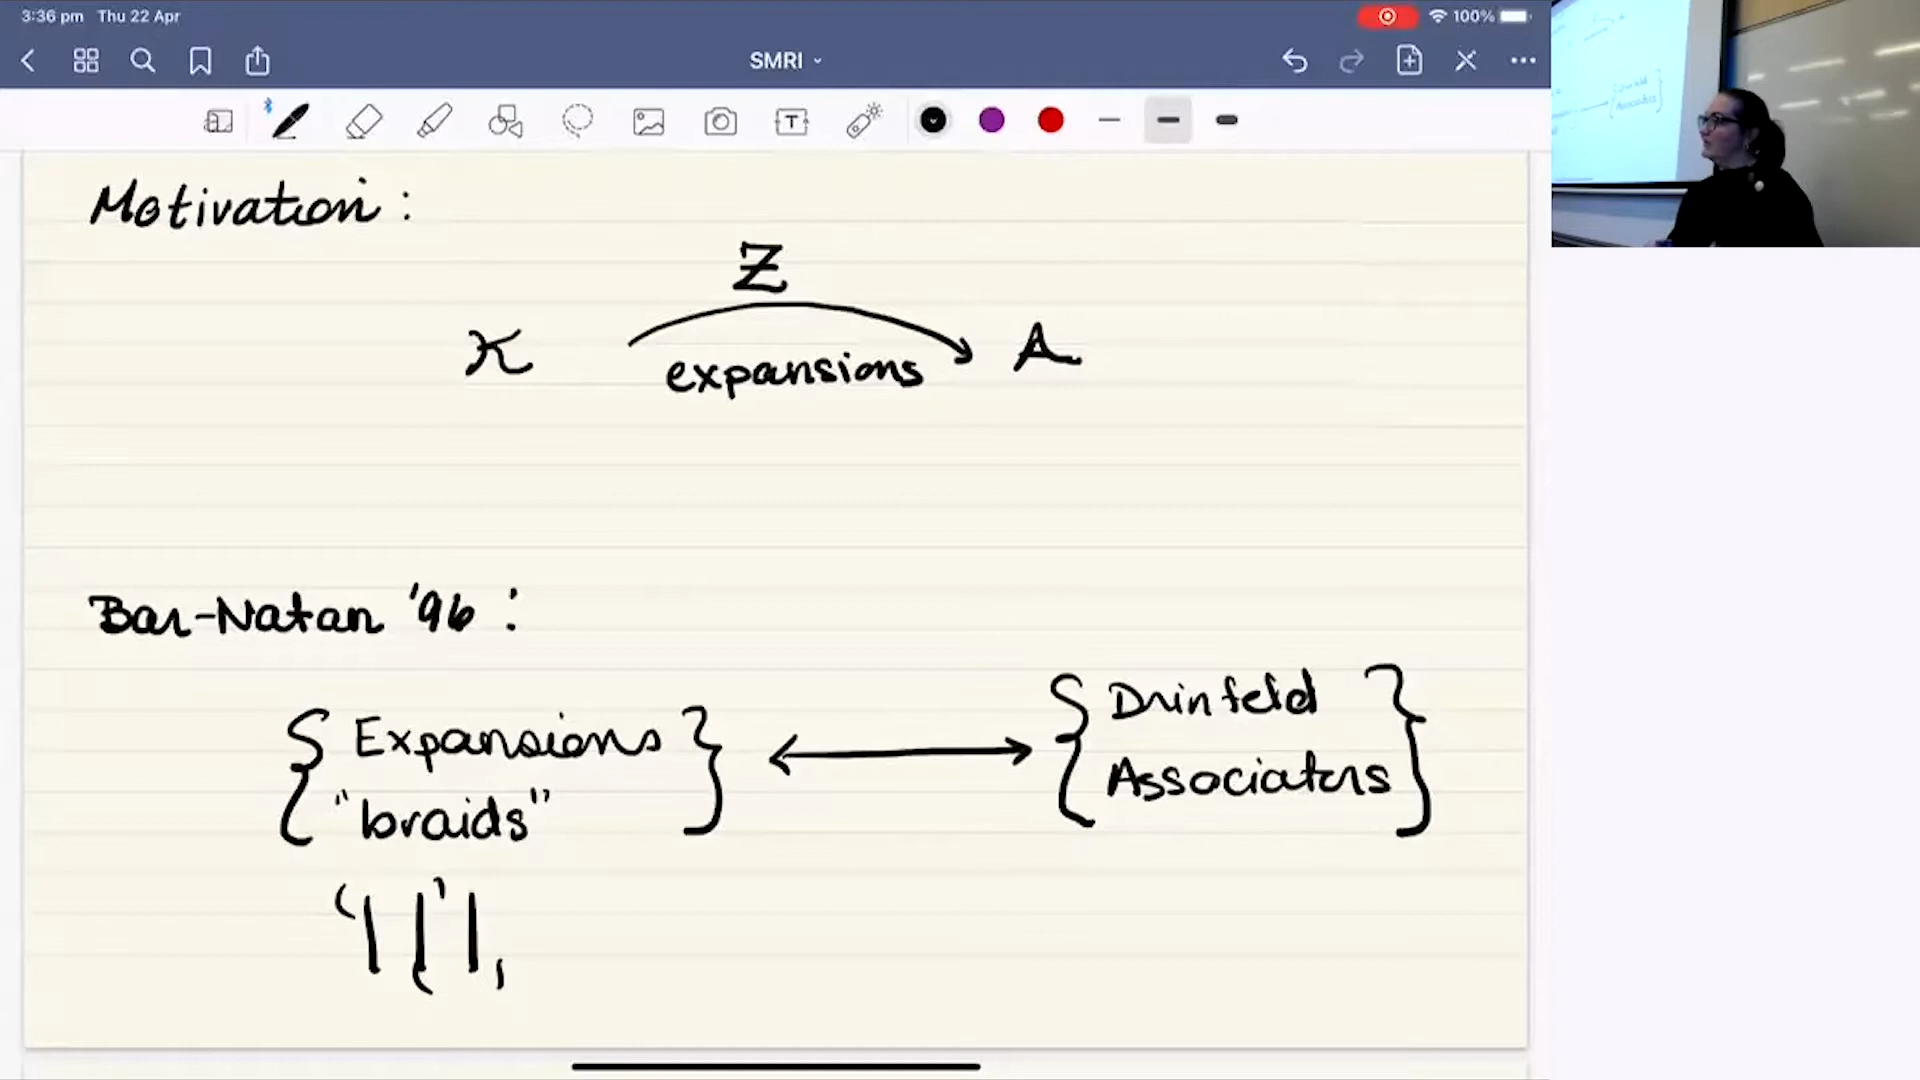 3:36 pm Thu 22 Apr
100%
SMRI
T
Motivation:
Z
K A
expansions
Bar-Natan '96:
{ Expansions } ⟷ { Drinfeld }
"braids" Associators